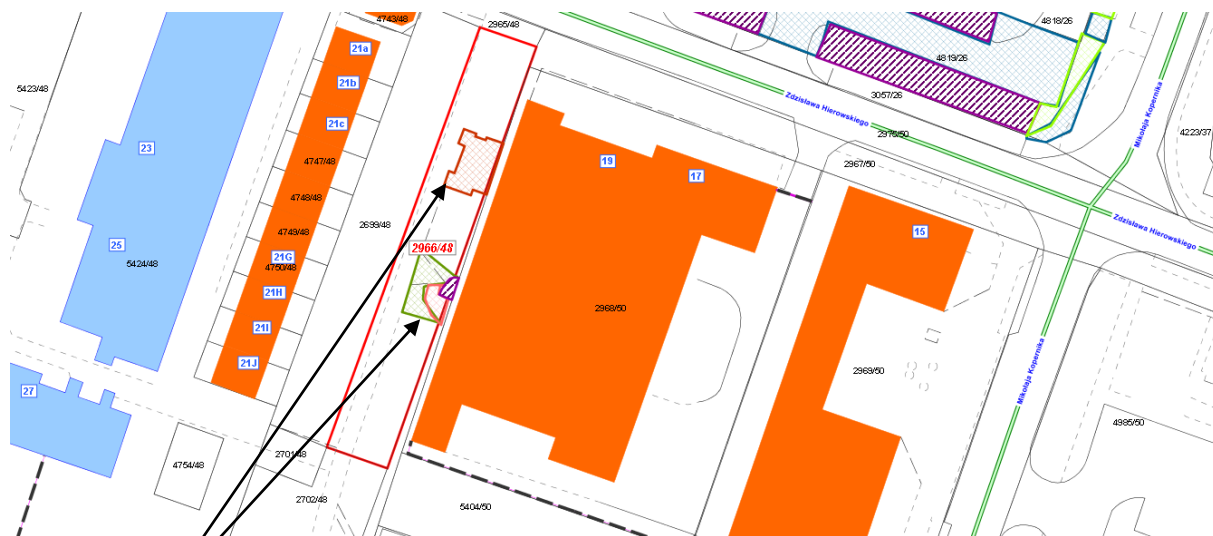 4743/48
2965/48
4818/26
21a
4819/26
21b
5423/48
3057/26
Zdzisława Hierowskiego
Mikołaja Kopernika
21c
2976/50
4223/37
23
4747/48
19
2967/50
17
4748/48
2699/48
4749/48
15
Zdzisława Hierowskiego
25
2966/48
21G
5424/48
4750/48
21H
2968/50
21I
21J
2969/50
Mikołaja Kopernika
27
4985/50
2701/48
4754/48
2702/48
5404/50